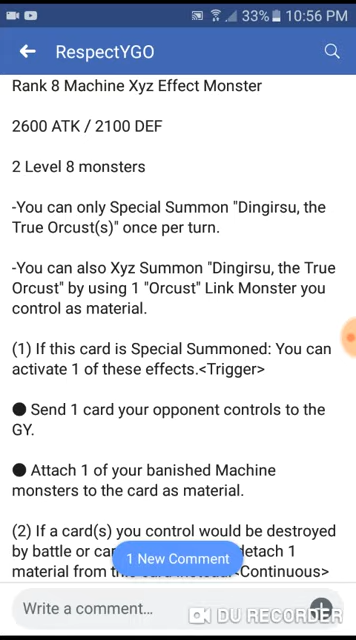 33% 10:56 PM
RespectYGO
Rank 8 Machine Xyz Effect Monster
2600 ATK / 2100 DEF
2 Level 8 monsters
-You can only Special Summon "Dingirsu, the
True Orcust(s)" once per turn.
-You can also Xyz Summon "Dingirsu, the True
Orcust" by using 1 "Orcust" Link Monster you
control as material.
(1) If this card is Special Summoned: You can
activate 1 of these effects.<Trigger>
● Send 1 card your opponent controls to the
GY.
● Attach 1 of your banished Machine
monsters to the card as material.
(2) If a card(s) you control would be destroyed
by battle or detach 1
1 New Comment
material from card instead.<Continuous>
Write a comment...
DU RECORDER